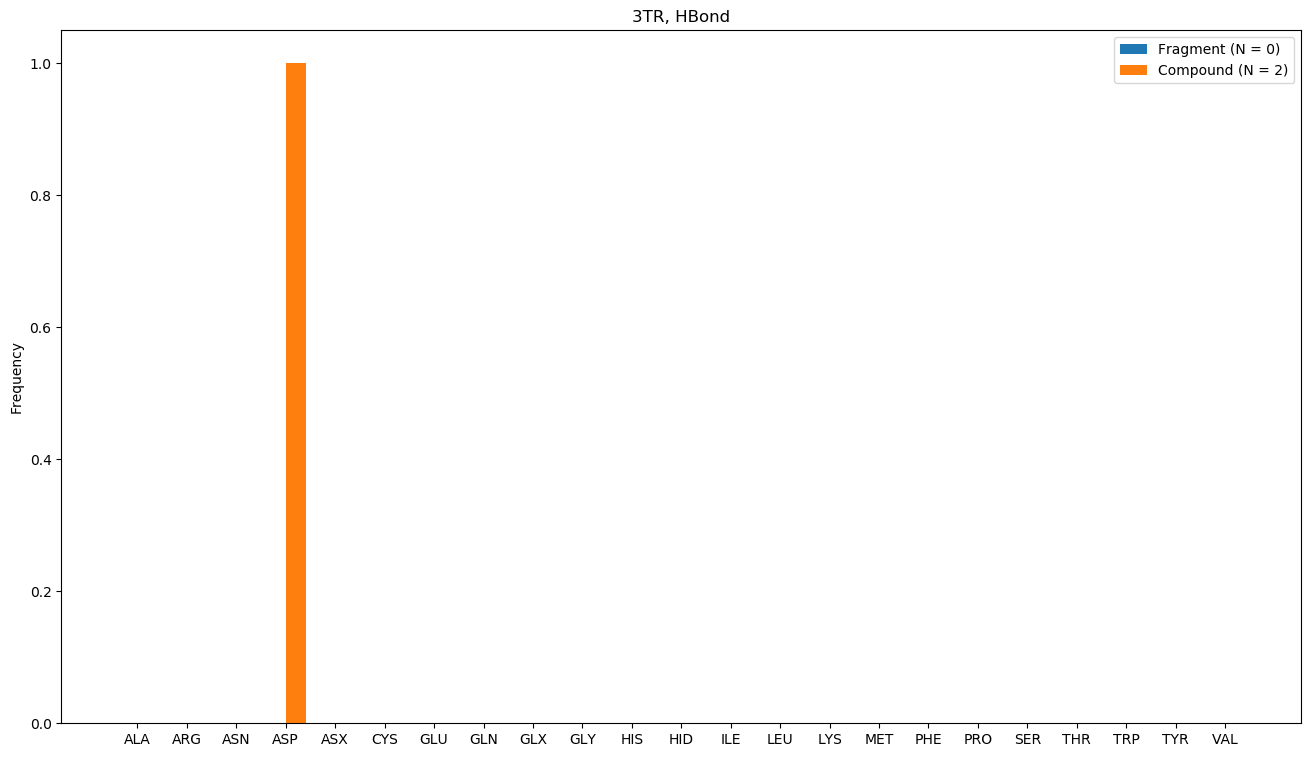 3TR, HBond
Fragment (N = 0)
Compound (N = 2)
1.0
0.8
0.6
0.4
0.2
0.0
Frequency
ALA ARG ASN ASP ASX CYS GLU GLN GLX GLY HIS HID ILE LEU LYS MET PHE PRO SER THR TRP TYR VAL